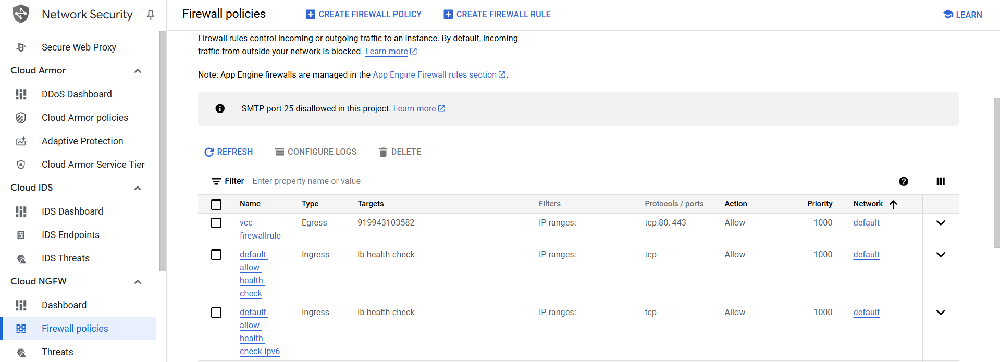 Network Security
Secure Web Proxy
Cloud Armor
DDoS Dashboard
Cloud Armor policies
Adaptive Protection
Cloud Armor Service Tier
Cloud IDS
IDS Dashboard
IDS Endpoints
IDS Threats
Cloud NGFW
Dashboard
Firewall policies
Threats
Firewall policies CREATE FIREWALL POLICY CREATE FIREWALL RULE LEARN
Firewall rules control incoming or outgoing traffic to an instance. By default, incoming
traffic from outside your network is blocked. Learn more
Note: App Engine firewalls are managed in the App Engine Firewall rules section.
SMTP port 25 disallowed in this project. Learn more
REFRESH CONFIGURE LOGS DELETE
Filter Enter property name or value
Name Type Targets Filters Protocols / ports Action Priority Network
vcc- Egress 919943103582- IP ranges: tcp:80, 443 Allow 1000 default
firewallrule
default- Ingress lb-health-check IP ranges: tcp Allow 1000 default
allow-
health-
check
default- Ingress lb-health-check IP ranges: tcp Allow 1000 default
allow-
health-
check-ipv6